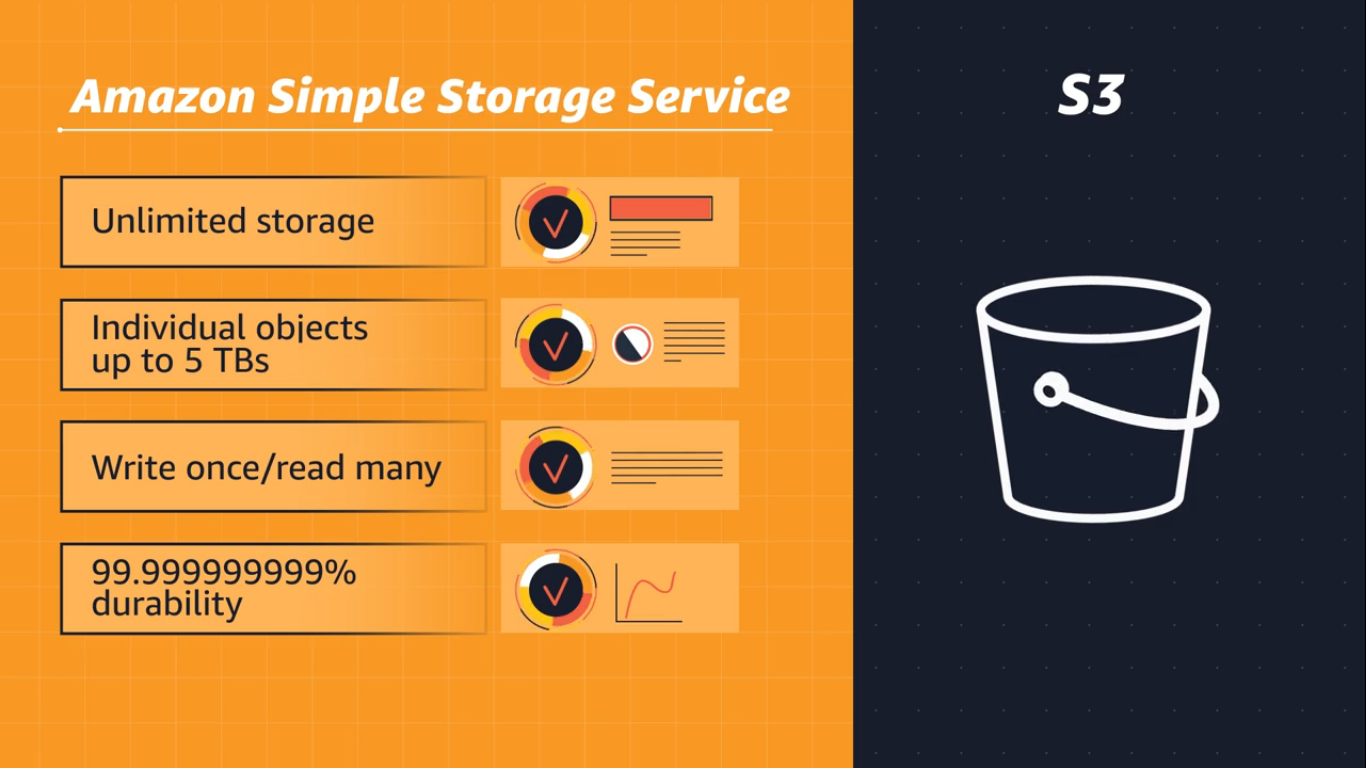 Amazon Simple Storage Service
S3
Unlimited storage
Individual objects
up to 5 TBs
Write once/read many
99.999999999%
durability